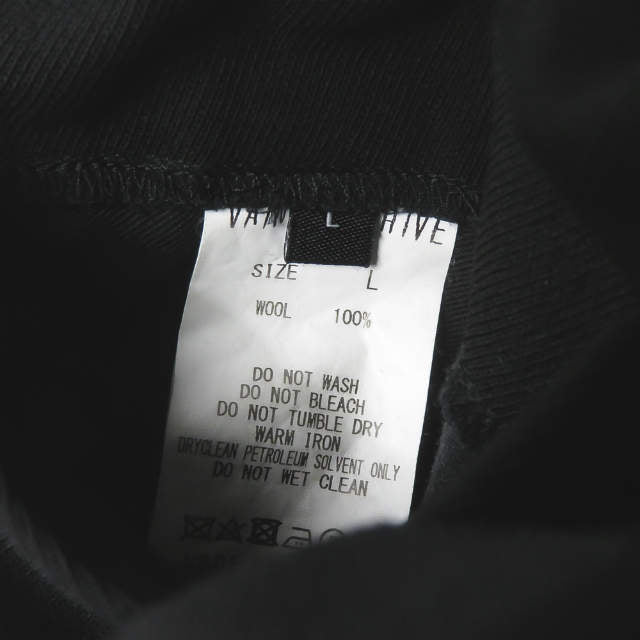 L
SIZE L
WOOL 100%
DO NOT WASH
DO NOT BLEACH
DO NOT TUMBLE DRY
WARM IRON
DRYCLEAN PETROLEUM SOLVENT ONLY
DO NOT WET CLEAN